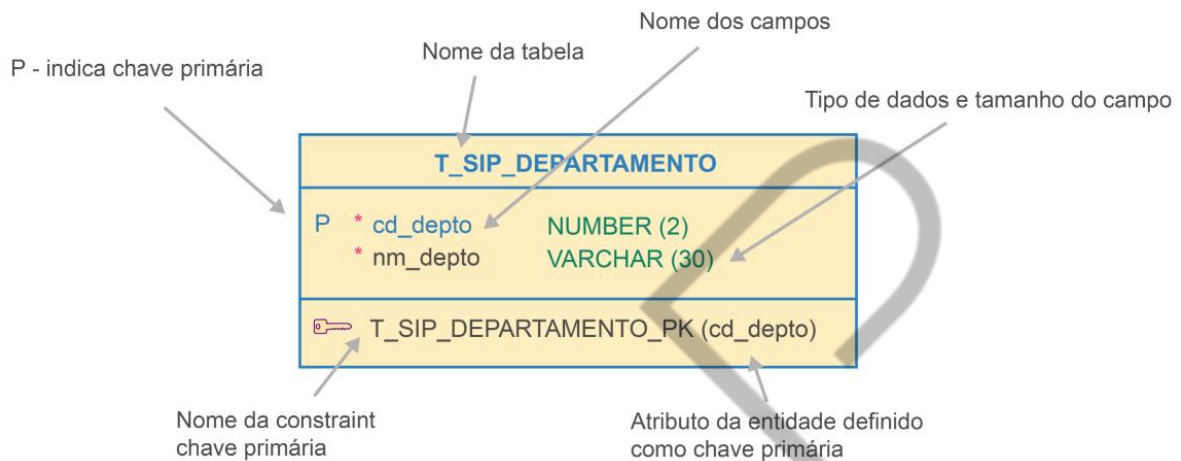 Nome dos campos
Nome da tabela
P - indica chave primária
Tipo de dados e tamanho do campo
T_SIP_DEPARTAMENTO
P * cd_depto NUMBER (2)
* nm_depto VARCHAR (30)
T_SIP_DEPARTAMENTO_PK (cd_depto)
Nome da constraint
chave primária
Atributo da entidade definido
como chave primária